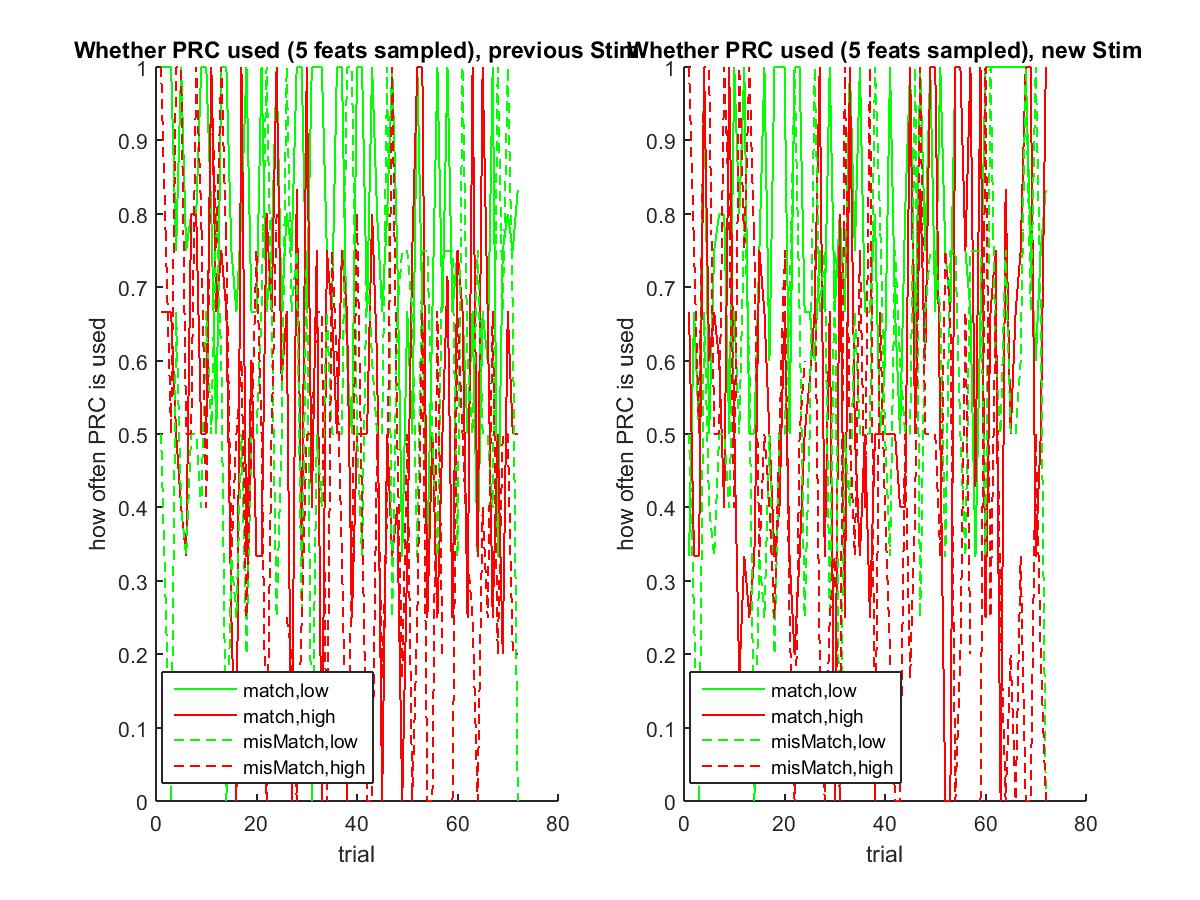 Whether PRC used (5 feats sampled), previous Stim
1
0.9
0.8
0.7
0.6
0.5
0.4
0.3
0.2
0.1
0
how often PRC is used
match,low
match,high
misMatch,low
misMatch,high
0 20 40 60 80
trial
Whether PRC used (5 feats sampled), new Stim
1
0.9
0.8
0.7
0.6
0.5
0.4
0.3
0.2
0.1
0
how often PRC is used
match,low
match,high
misMatch,low
misMatch,high
0 20 40 60 80
trial